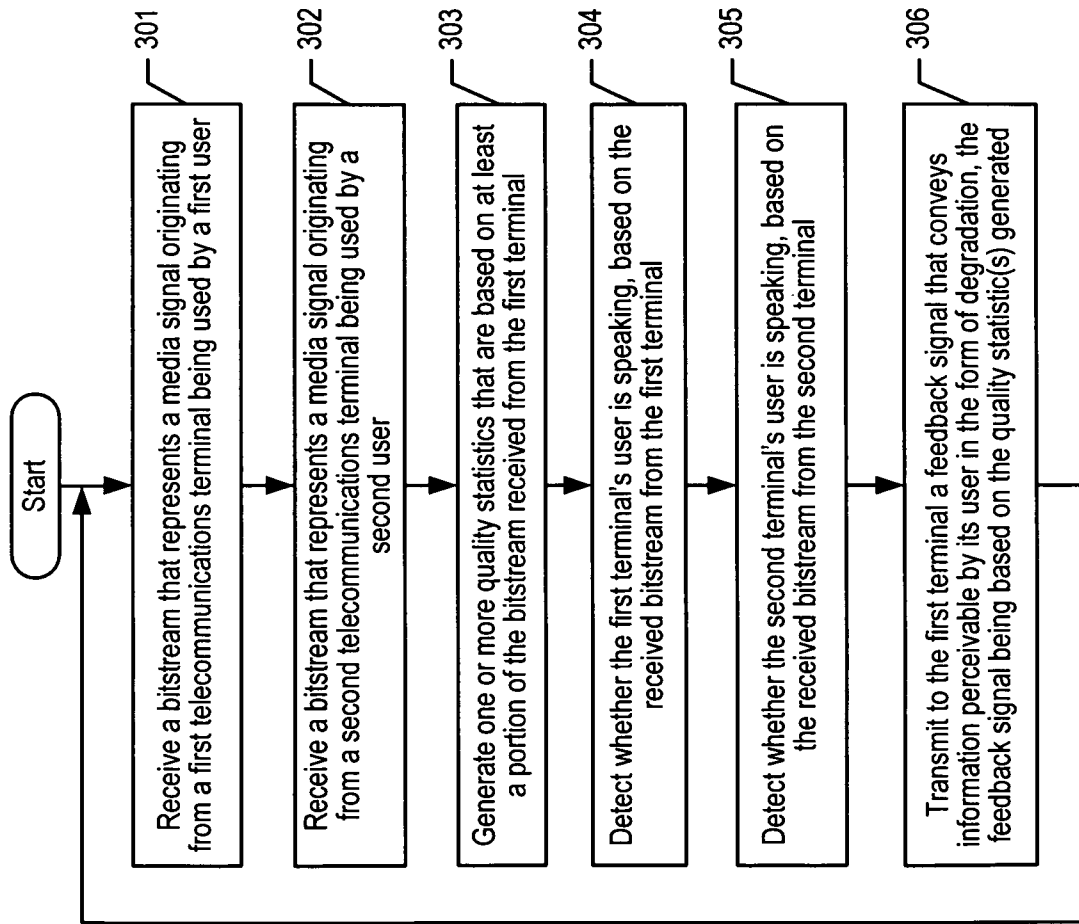 Start
Receive a bitstream that represents a media signal originating
from a first telecommunications terminal being used by a first user
301
Receive a bitstream that represents a media signal originating
from a second telecommunications terminal being used by a
second user
302
Generate one or more quality statistics that are based on at least
a portion of the bitstream received from the first terminal
303
Detect whether the first terminal's user is speaking, based on the
received bitstream from the first terminal
304
Detect whether the second terminal's user is speaking, based on
the received bitstream from the second terminal
305
Transmit to the first terminal a feedback signal that conveys
information perceivable by its user in the form of degradation, the
feedback signal being based on the quality statistic(s) generated
306